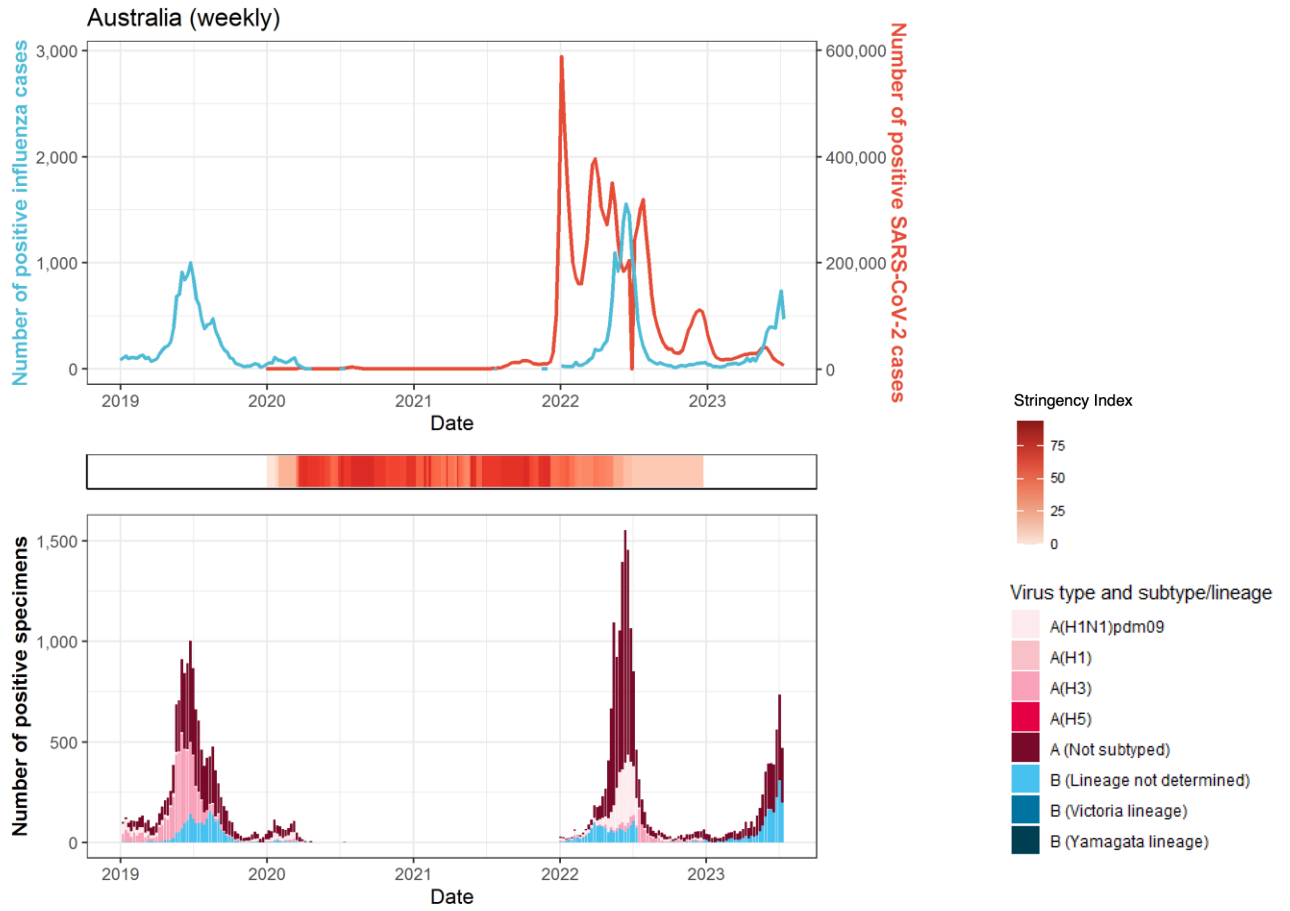 Australia (weekly)
Number of positive influenza cases
3,000
2,000
1,000
0
600,000
400,000
200,000
0
Number of positive SARS-CoV-2 cases
2019 2020 2021 2022 2023
Date
Stringency Index
75
50
25
0
Number of positive specimens
1,500
1,000
500
0
2019 2020 2021 2022 2023
Date
Virus type and subtype/lineage
A(H1N1)pdm09
A(H1)
A(H3)
A(H5)
A (Not subtyped)
B (Lineage not determined)
B (Victoria lineage)
B (Yamagata lineage)